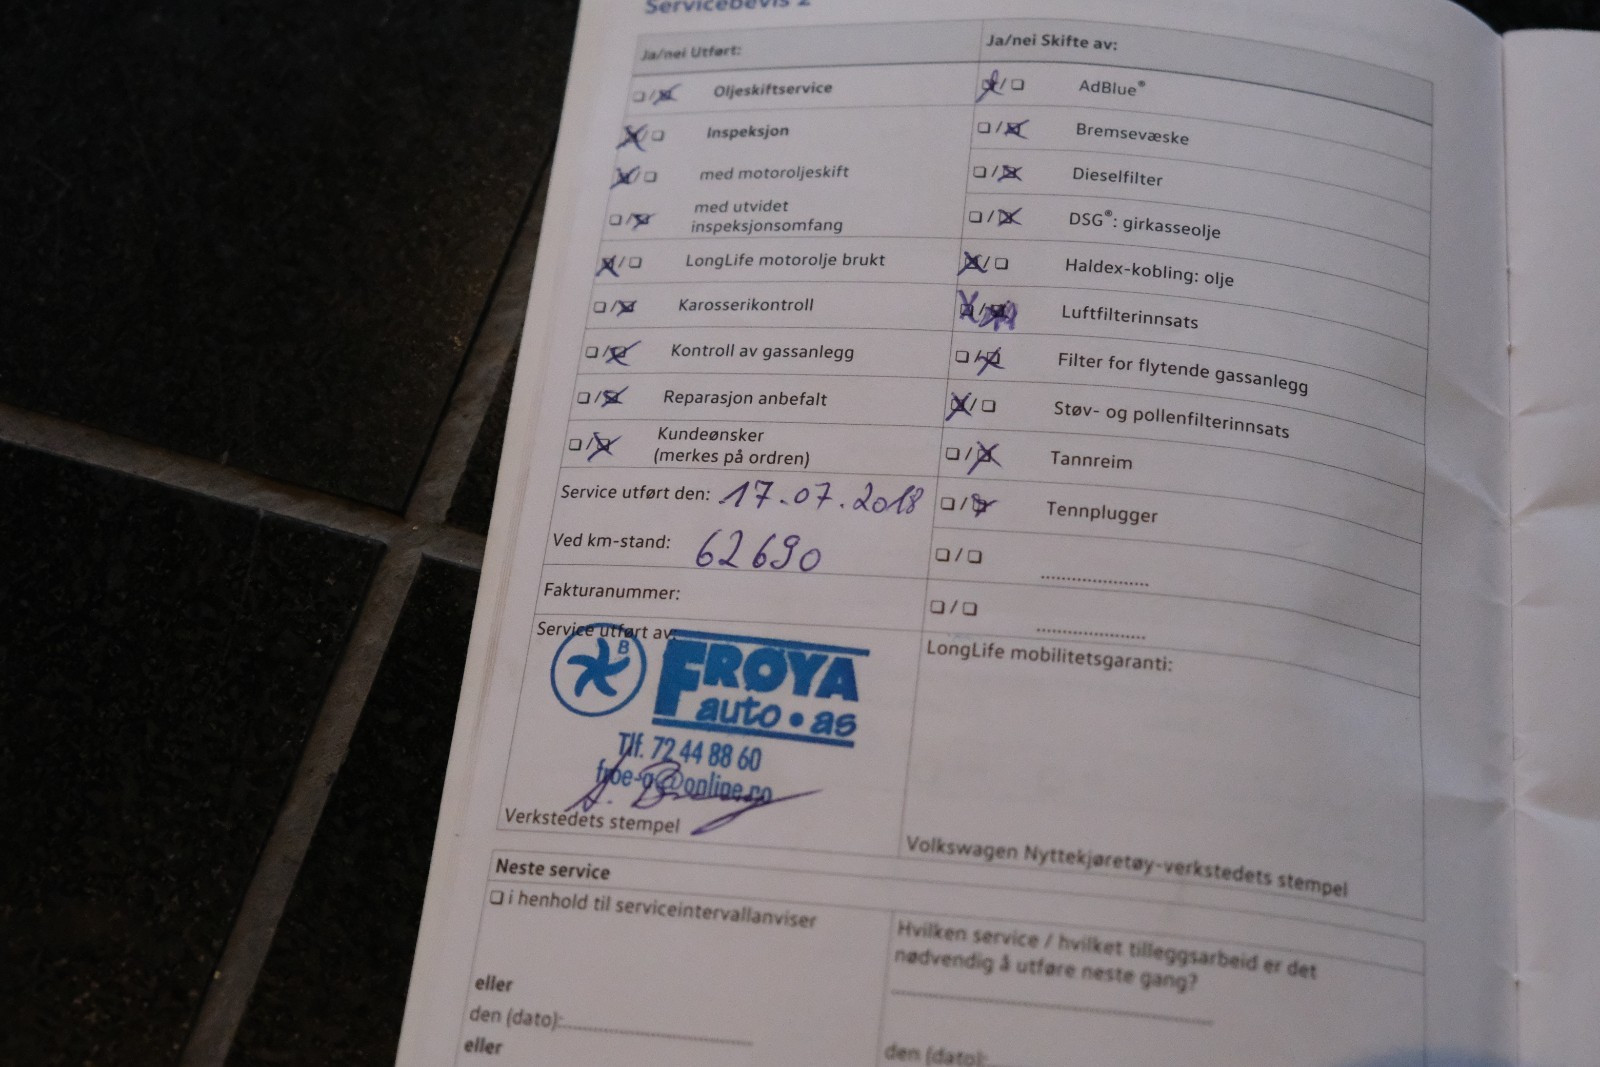 Servicebevis 2
Ja/nei Utført:
☐/☒ Oljeskiftservice
☒/☐ Inspeksjon
☒/☐ med motoroljeskift
☐/☒ med utvidet
inspeksjonsomfang
☒/☐ LongLife motorolje brukt
☐/☒ Karosserikontroll
☐/☒ Kontroll av gassanlegg
☐/☒ Reparasjon anbefalt
☐/☒ Kundeønsker
(merkes på ordren)
Service utført den: 17.07.2018
Ved km-stand: 62690
Fakturanummer:
Service utført av:
B
FRØYA
auto • as
Tlf. 72 44 88 60
froe-a@online.no
Verkstedets stempel
Ja/nei Skifte av:
☒/☐ AdBlue®
☐/☒ Bremsevæske
☐/☒ Dieselfilter
☐/☒ DSG®: girkasseolje
☒/☐ Haldex-kobling: olje
☒/☒ Luftfilterinnsats
☐/☒ Filter for flytende gassanlegg
☒/☐ Støv- og pollenfilterinnsats
☐/☒ Tannreim
☐/☒ Tennplugger
☐/☐ ....................
☐/☐ ....................
LongLife mobilitetsgaranti:
Volkswagen Nyttekjøretøy-verkstedets stempel
Neste service
☐ i henhold til serviceintervallanviser
eller
den (dato):....................
eller
Hvilken service / hvilket tilleggsarbeid er det
nødvendig å utføre neste gang?
....................
den (dato):